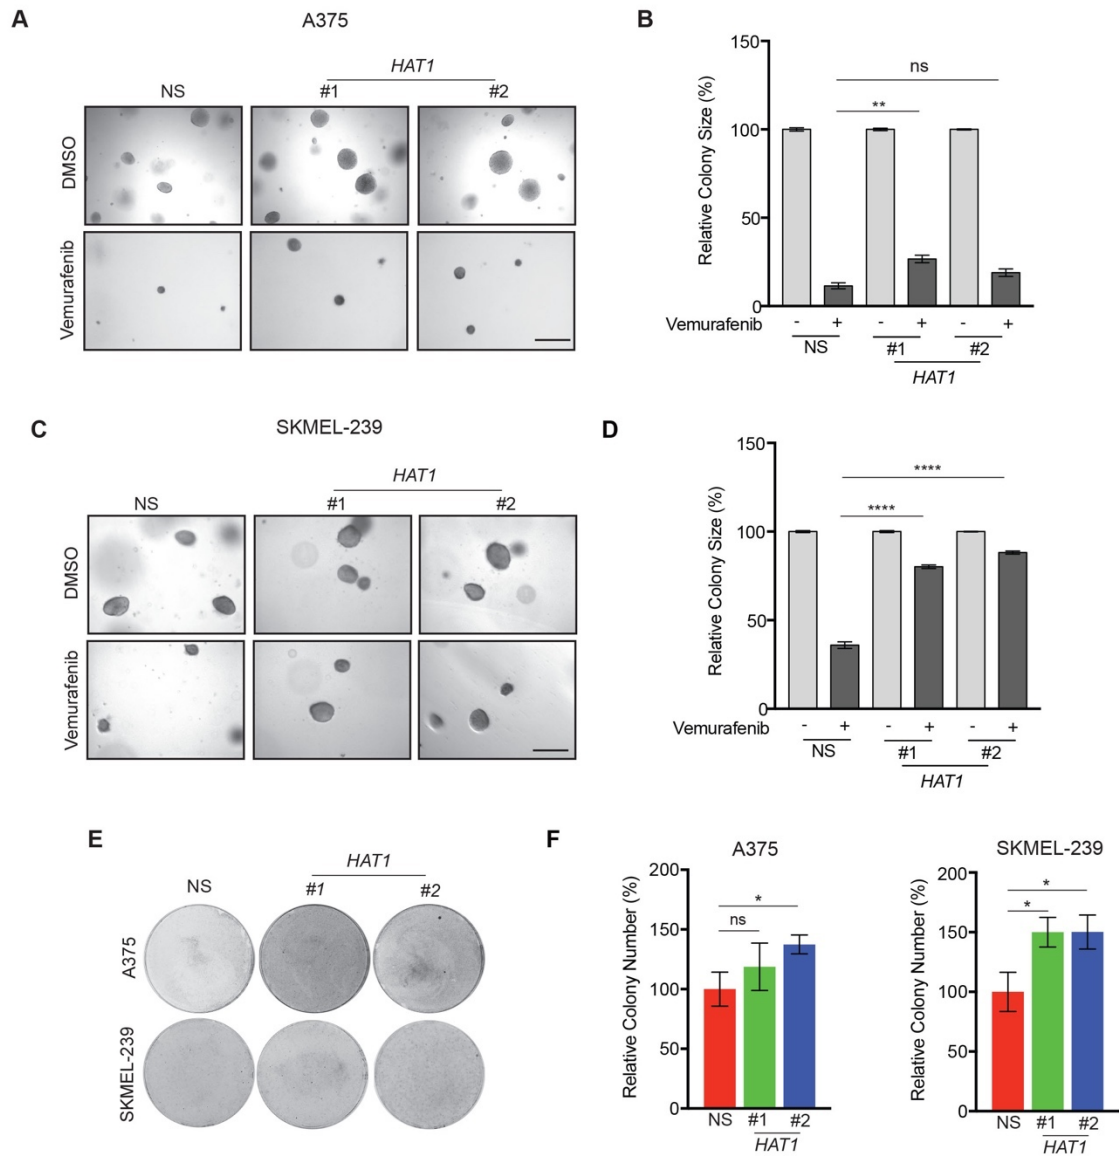 A
A375
HAT1
NS #1 #2
DMSO
Vemurafenib
B
150
100
50
0
Relative Colony Size (%)
ns
**
Vemurafenib - + - + - +
NS #1 #2
HAT1
C
SKMEL-239
HAT1
NS #1 #2
DMSO
Vemurafenib
D
150
100
50
0
Relative Colony Size (%)
****
****
Vemurafenib - + - + - +
NS #1 #2
HAT1
E
HAT1
NS #1 #2
A375
SKMEL-239
F
A375
200
150
100
50
0
Relative Colony Number (%)
*
ns
NS #1 #2
HAT1
SKMEL-239
200
150
100
50
0
Relative Colony Number (%)
*
*
NS #1 #2
HAT1